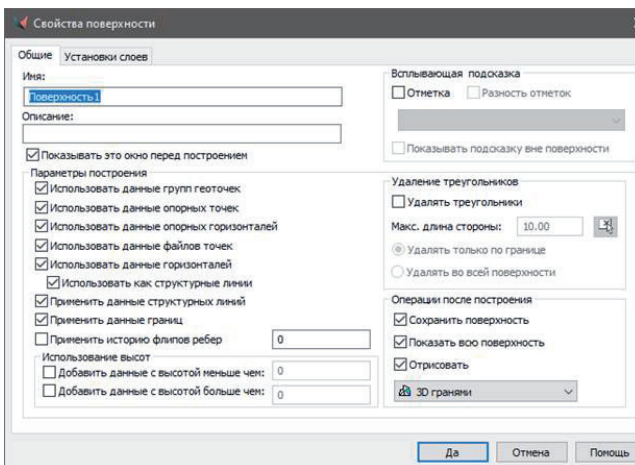 Свойства поверхности
Общие Установки слоев
Имя:
Поверхность1
Описание:
Показывать это окно перед построением
Всплывающая подсказка
Отметка Разность отметок
Показывать подсказку вне поверхности
Параметры построения
Использовать данные групп геоточек
Использовать данные опорных точек
Использовать данные опорных горизонталей
Использовать данные файлов точек
Использовать данные горизонталей
Использовать как структурные линии
Применить данные структурных линий
Применить данные границ
Применить историю флипов ребер 0
Использование высот
Добавить данные с высотой меньше чем: 0
Добавить данные с высотой больше чем: 0
Удаление треугольников
Удалять треугольники
Макс. длина стороны: 10.00
Удалять только по границе
Удалять во всей поверхности
Операции после построения
Сохранить поверхность
Показать всю поверхность
Отрисовать
3D гранями
Да Отмена Помощь